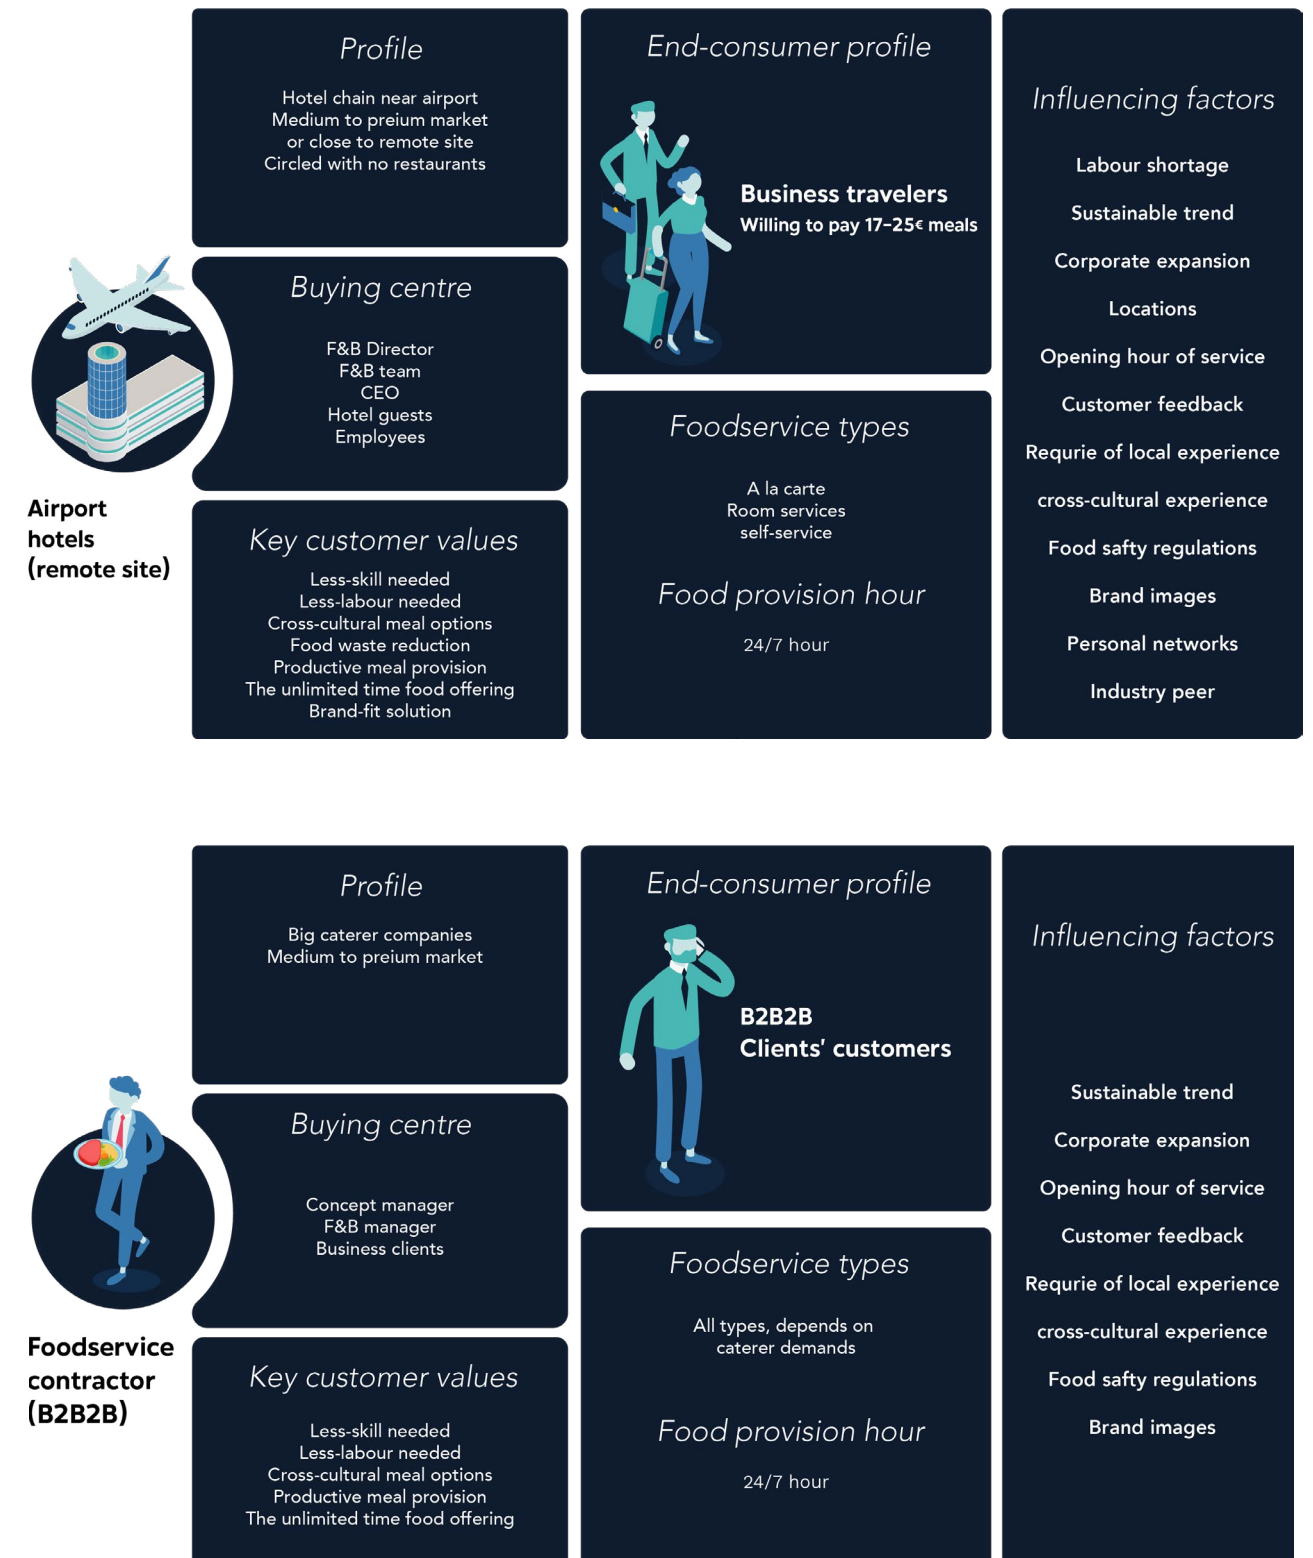 Profile
Hotel chain near airport
Medium to preium market
or close to remote site
Circled with no restaurants
Buying centre
F&B Director
F&B team
CEO
Hotel guests
Employees
Airport
hotels
(remote site)
Key customer values
Less-skill needed
Less-labour needed
Cross-cultural meal options
Food waste reduction
Productive meal provision
The unlimited time food offering
Brand-fit solution
End-consumer profile
Business travelers
Willing to pay 17-25€ meals
Foodservice types
A la carte
Room services
self-service
Food provision hour
24/7 hour
Influencing factors
Labour shortage
Sustainable trend
Corporate expansion
Locations
Opening hour of service
Customer feedback
Requrie of local experience
cross-cultural experience
Food safty regulations
Brand images
Personal networks
Industry peer
Profile
Big caterer companies
Medium to preium market
Buying centre
Concept manager
F&B manager
Business clients
Foodservice
contractor
(B2B2B)
Key customer values
Less-skill needed
Less-labour needed
Cross-cultural meal options
Productive meal provision
The unlimited time food offering
End-consumer profile
B2B2B
Clients' customers
Foodservice types
All types, depends on
caterer demands
Food provision hour
24/7 hour
Influencing factors
Sustainable trend
Corporate expansion
Opening hour of service
Customer feedback
Requrie of local experience
cross-cultural experience
Food safty regulations
Brand images